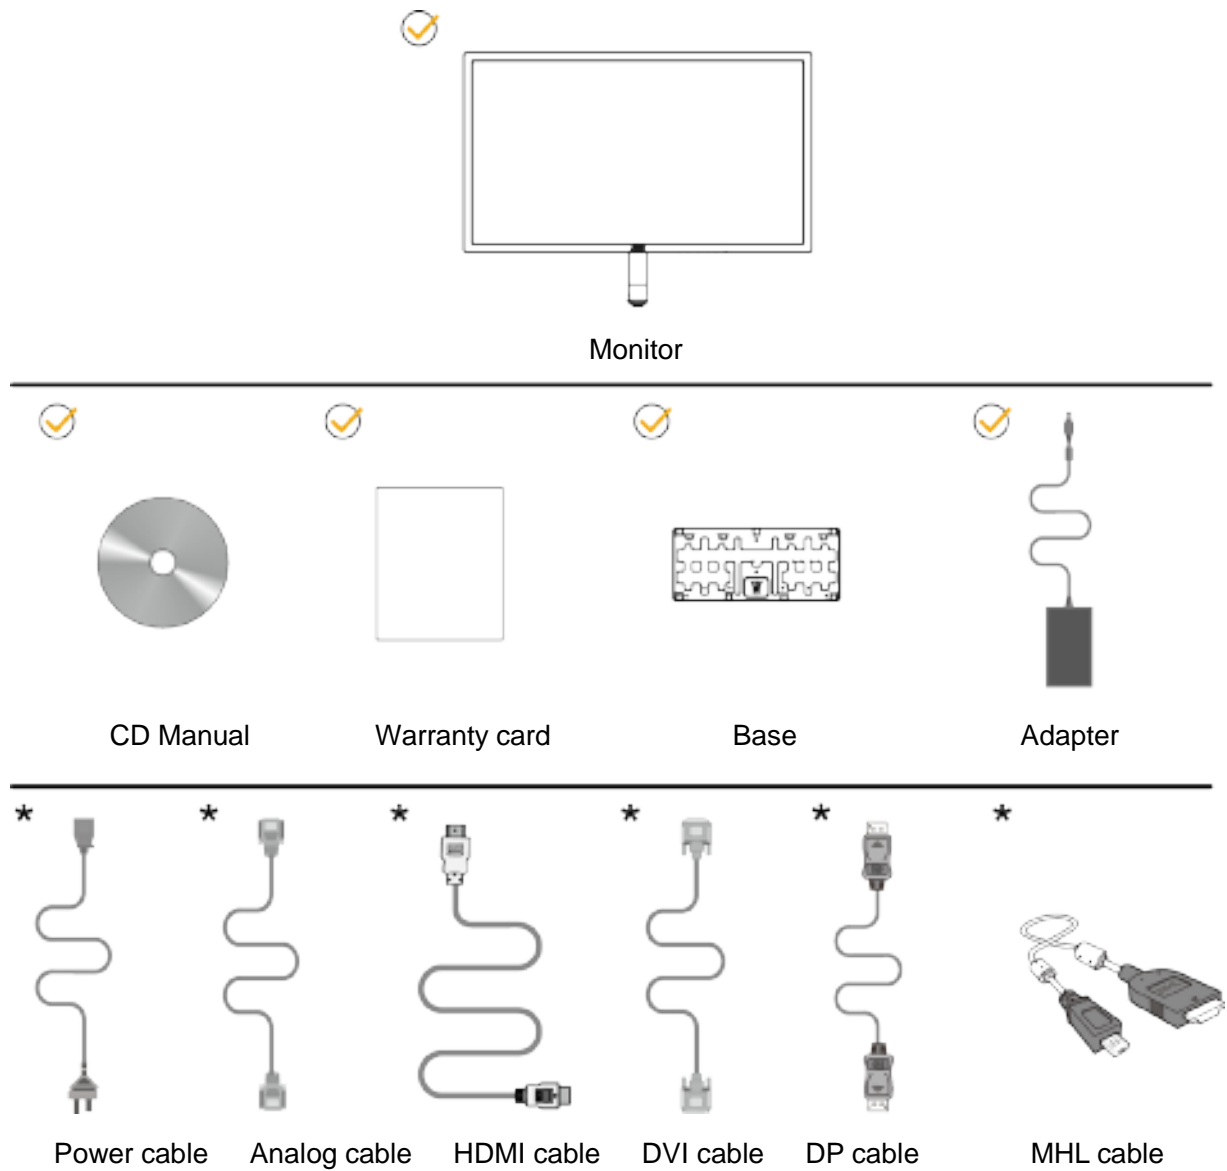 Monitor
CD Manual Warranty card Base Adapter
* * * * * *
Power cable Analog cable HDMI cable DVI cable DP cable MHL cable